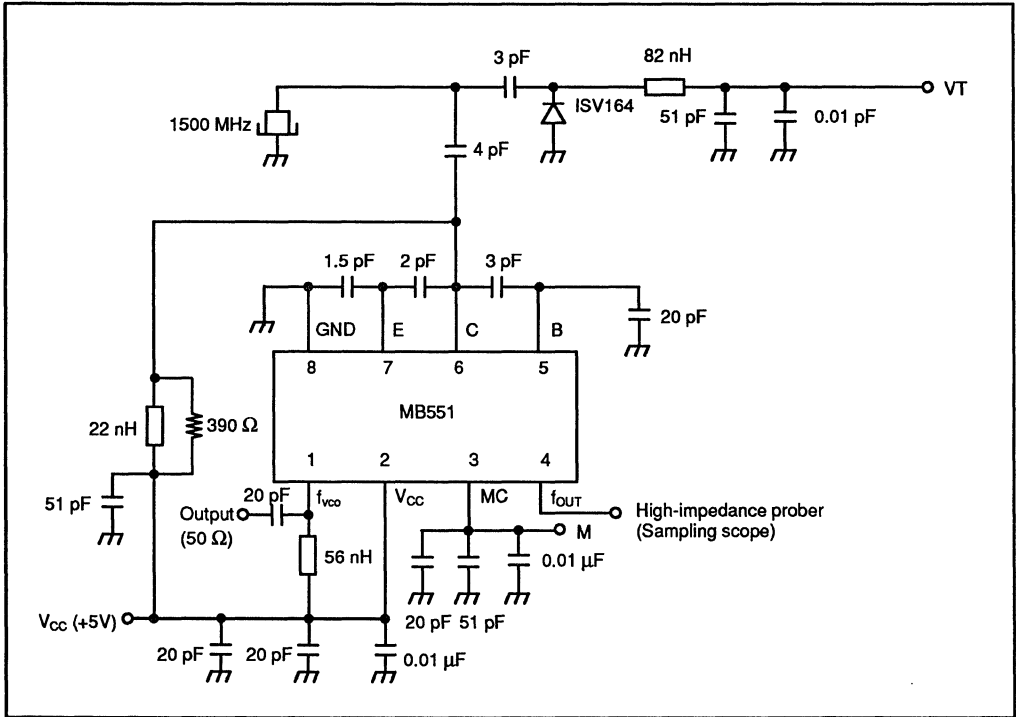 3 pF
82 nH
VT
ISV164
1500 MHz
51 pF
0.01 pF
4 pF
1.5 pF
2 pF
3 pF
20 pF
GND
E
C
B
8
7
6
5
MB551
22 nH
390 Ω
1
2
3
4
51 pF
20 pF
fvco
VCC
MC
fOUT
Output
(50 Ω)
High-impedance prober
(Sampling scope)
M
56 nH
0.01 µF
20 pF
51 pF
VCC (+5V)
20 pF
20 pF
0.01 µF